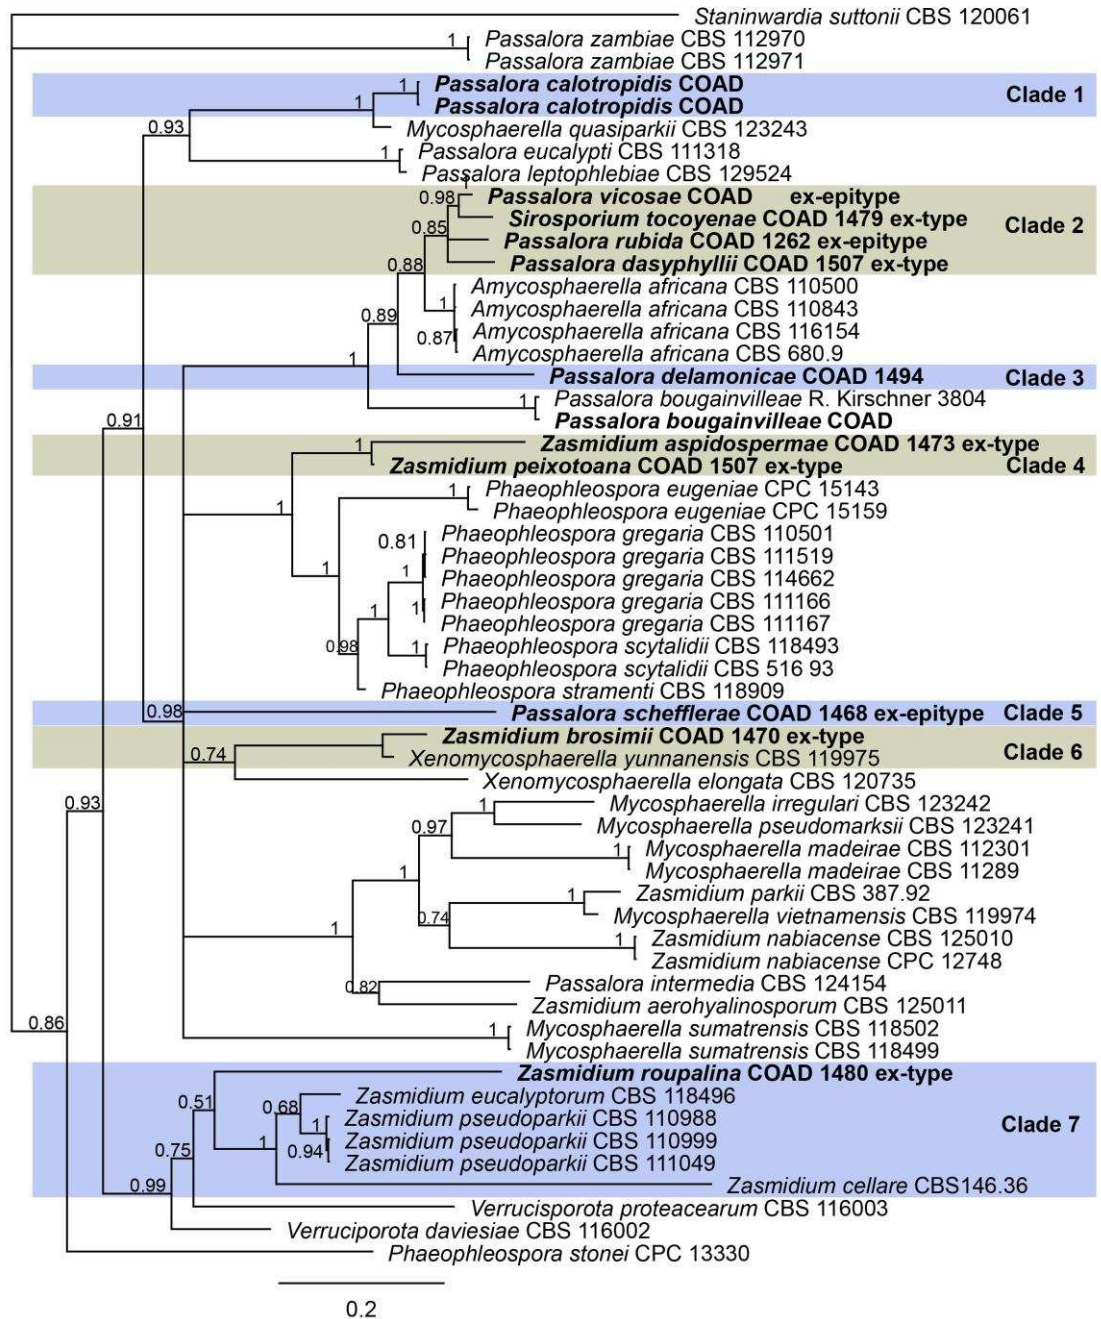 Staninwardia suttonii CBS 120061
1 Passalora zambiae CBS 112970
Passalora zambiae CBS 112971
1 Passalora calotropidis COAD Clade 1
1 Passalora calotropidis COAD
0.93 Mycosphaerella quasiparkii CBS 123243
1 Passalora eucalypti CBS 111318
Passalora leptophlebiae CBS 129524
1
0.98 Passalora vicosae COAD ex-epitype
Sirosporium tocoyenae COAD 1479 ex-type Clade 2
0.85 Passalora rubida COAD 1262 ex-epitype
0.88 Passalora dasyphyllii COAD 1507 ex-type
Amycosphaerella africana CBS 110500
1 Amycosphaerella africana CBS 110843
0.89 Amycosphaerella africana CBS 116154
0.87 Amycosphaerella africana CBS 680.9
1 Passalora delamonicae COAD 1494 Clade 3
1 Passalora bougainvilleae R. Kirschner 3804
0.91 Passalora bougainvilleae COAD
1 Zasmidium aspidospermae COAD 1473 ex-type
Zasmidium peixotoana COAD 1507 ex-type Clade 4
1 Phaeophleospora eugeniae CPC 15143
1 Phaeophleospora eugeniae CPC 15159
Phaeophleospora gregaria CBS 110501
0.81 Phaeophleospora gregaria CBS 111519
1 1 Phaeophleospora gregaria CBS 114662
1 Phaeophleospora gregaria CBS 111166
1 Phaeophleospora gregaria CBS 111167
0.98 1 Phaeophleospora scytalidii CBS 118493
Phaeophleospora scytalidii CBS 516 93
Phaeophleospora stramenti CBS 118909
0.98 Passalora schefflerae COAD 1468 ex-epitype Clade 5
Zasmidium brosimii COAD 1470 ex-type
0.74 Xenomycosphaerella yunnanensis CBS 119975 Clade 6
Xenomycosphaerella elongata CBS 120735
0.93 1 Mycosphaerella irregulari CBS 123242
0.97 Mycosphaerella pseudomarksii CBS 123241
1 Mycosphaerella madeirae CBS 112301
1 Mycosphaerella madeirae CBS 11289
1 Zasmidium parkii CBS 387.92
0.74 Mycosphaerella vietnamensis CBS 119974
1 1 Zasmidium nabiacense CBS 125010
Zasmidium nabiacense CPC 12748
0.82 Passalora intermedia CBS 124154
Zasmidium aerohyalinosporum CBS 125011
0.86 1 Mycosphaerella sumatrensis CBS 118502
Mycosphaerella sumatrensis CBS 118499
Zasmidium roupalina COAD 1480 ex-type
0.51 0.68 Zasmidium eucalyptorum CBS 118496
1 Zasmidium pseudoparkii CBS 110988 Clade 7
0.75 1 0.94 Zasmidium pseudoparkii CBS 110999
Zasmidium pseudoparkii CBS 111049
0.99 Zasmidium cellare CBS146.36
Verrucisporota proteacearum CBS 116003
Verruciporota daviesiae CBS 116002
Phaeophleospora stonei CPC 13330
0.2